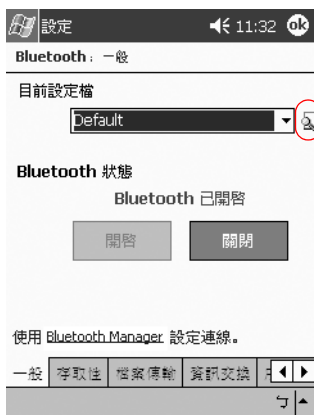 設定 11:32 ok
Bluetooth：一般
目前設定檔
Default
Bluetooth 狀態
Bluetooth 已開啓
開啓 關閉
使用 Bluetooth Manager 設定連線。
一般 存取性 檔案傳輸 資訊交換
ㄅ